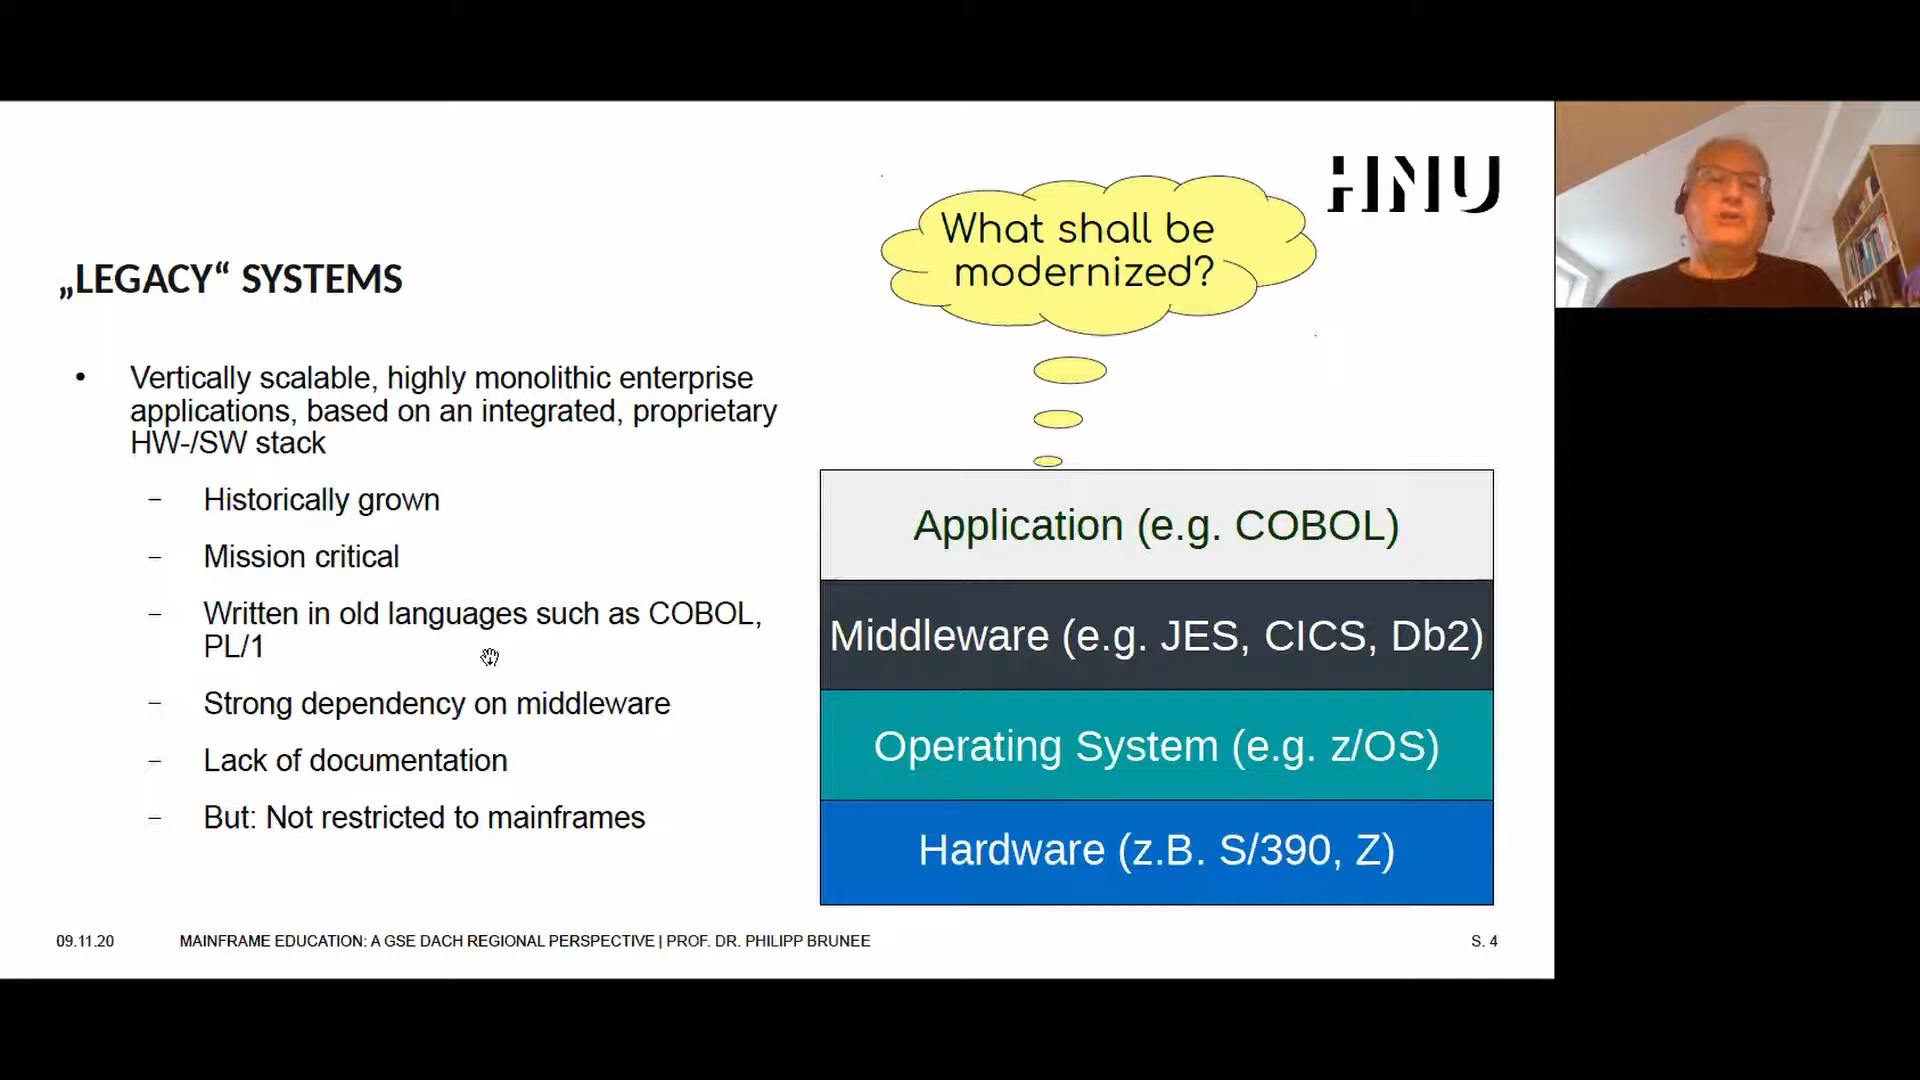 HNU
What shall be
modernized?
„LEGACY“ SYSTEMS
• Vertically scalable, highly monolithic enterprise
applications, based on an integrated, proprietary
HW-/SW stack
– Historically grown
– Mission critical
– Written in old languages such as COBOL,
PL/1
– Strong dependency on middleware
– Lack of documentation
– But: Not restricted to mainframes
Application (e.g. COBOL)
Middleware (e.g. JES, CICS, Db2)
Operating System (e.g. z/OS)
Hardware (z.B. S/390, Z)
09.11.20 MAINFRAME EDUCATION: A GSE DACH REGIONAL PERSPECTIVE | PROF. DR. PHILIPP BRUNEE S. 4